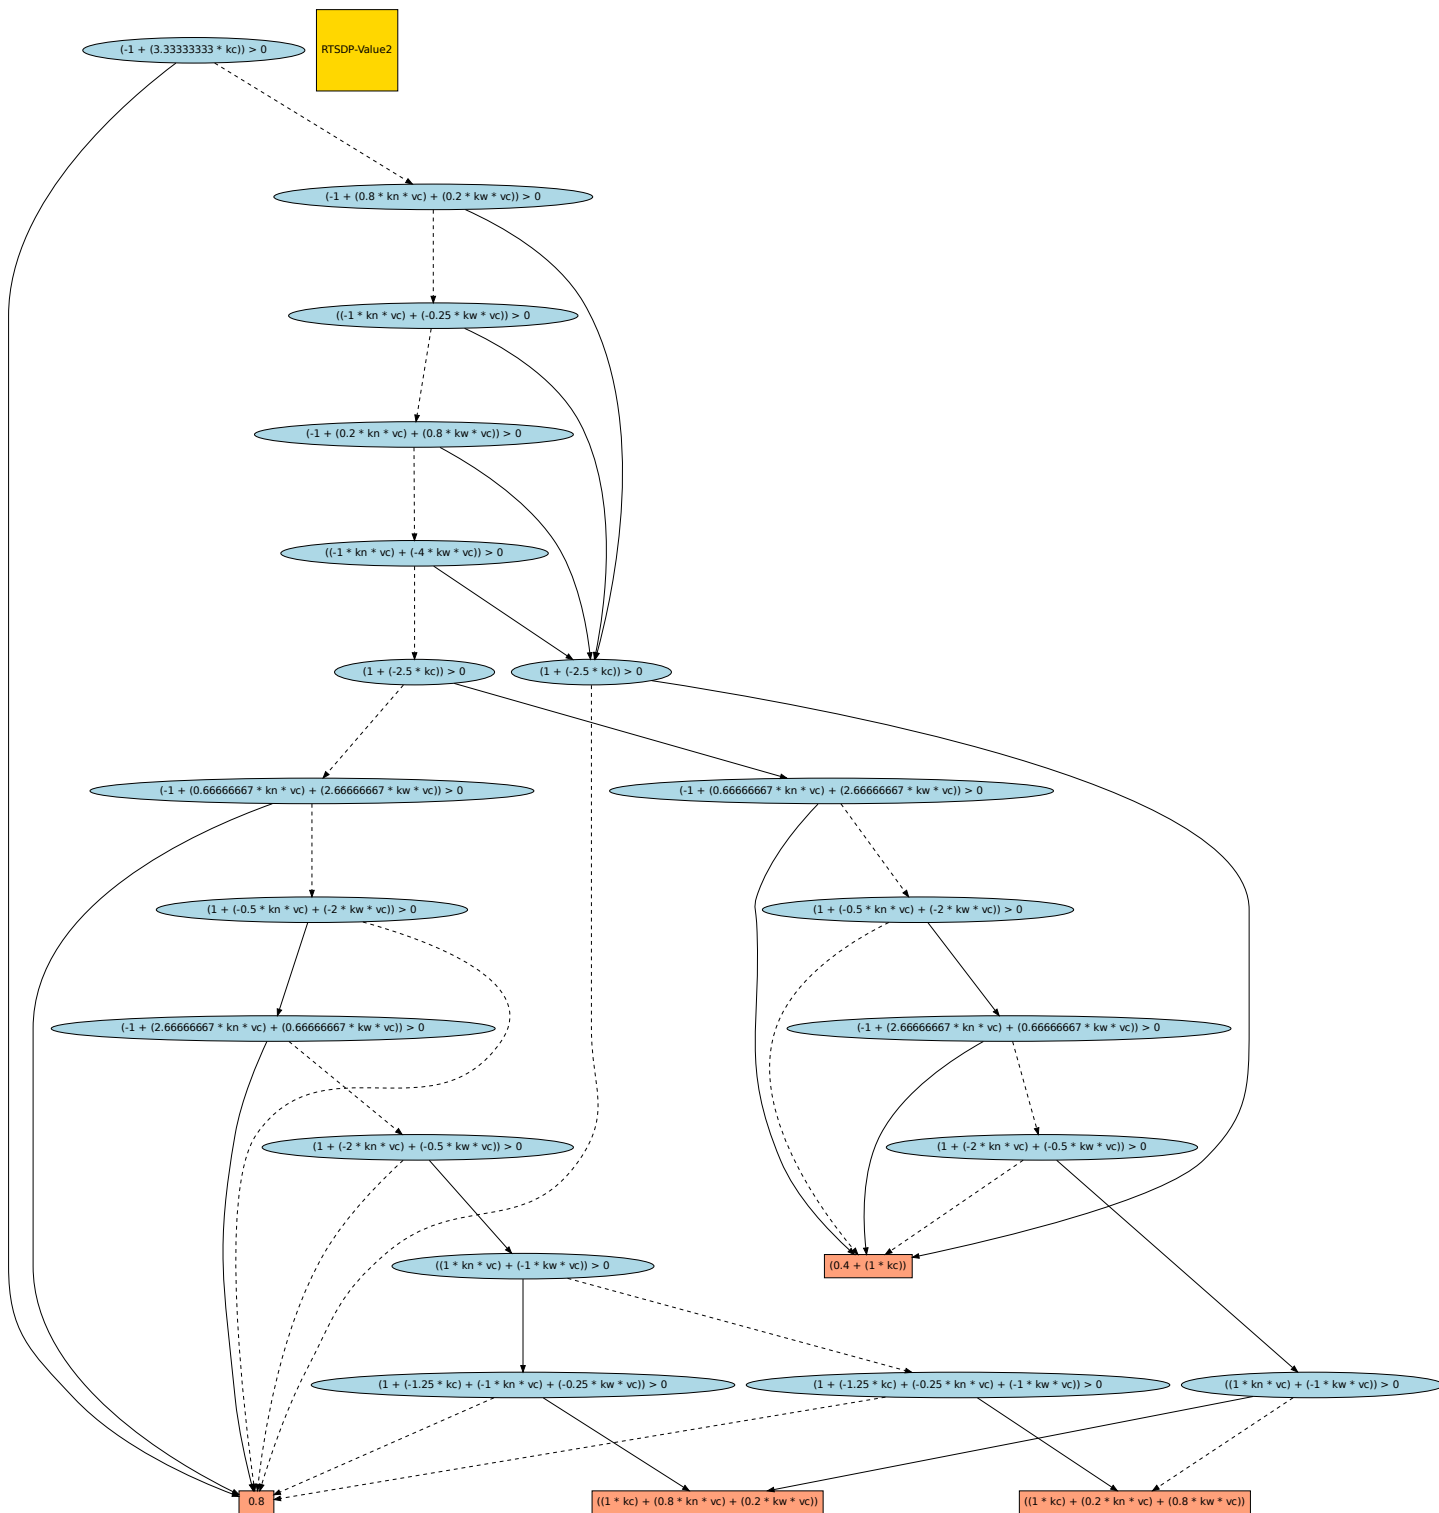 (-1 + (3.33333333 * kc)) > 0
RTSDP-Value2
(-1 + (0.8 * kn * vc) + (0.2 * kw * vc)) > 0
((-1 * kn * vc) + (-0.25 * kw * vc)) > 0
(-1 + (0.2 * kn * vc) + (0.8 * kw * vc)) > 0
((-1 * kn * vc) + (-4 * kw * vc)) > 0
(1 + (-2.5 * kc)) > 0
(1 + (-2.5 * kc)) > 0
(-1 + (0.66666667 * kn * vc) + (2.66666667 * kw * vc)) > 0
(-1 + (0.66666667 * kn * vc) + (2.66666667 * kw * vc)) > 0
(1 + (-0.5 * kn * vc) + (-2 * kw * vc)) > 0
(1 + (-0.5 * kn * vc) + (-2 * kw * vc)) > 0
(-1 + (2.66666667 * kn * vc) + (0.66666667 * kw * vc)) > 0
(-1 + (2.66666667 * kn * vc) + (0.66666667 * kw * vc)) > 0
(1 + (-2 * kn * vc) + (-0.5 * kw * vc)) > 0
(1 + (-2 * kn * vc) + (-0.5 * kw * vc)) > 0
((1 * kn * vc) + (-1 * kw * vc)) > 0
(0.4 + (1 * kc))
(1 + (-1.25 * kc) + (-1 * kn * vc) + (-0.25 * kw * vc)) > 0
(1 + (-1.25 * kc) + (-0.25 * kn * vc) + (-1 * kw * vc)) > 0
((1 * kn * vc) + (-1 * kw * vc)) > 0
0.8
((1 * kc) + (0.8 * kn * vc) + (0.2 * kw * vc))
((1 * kc) + (0.2 * kn * vc) + (0.8 * kw * vc))